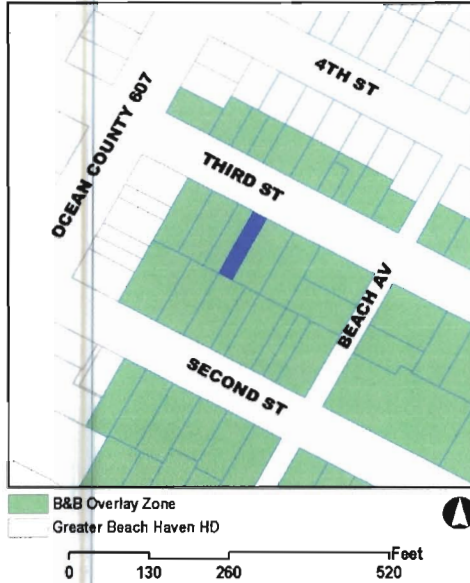 4TH ST
OCEAN COUNTY 607
THIRD ST
BEACH AV
SECOND ST
B&B Overlay Zone
Greater Beach Haven HD
Feet
0 130 260 520